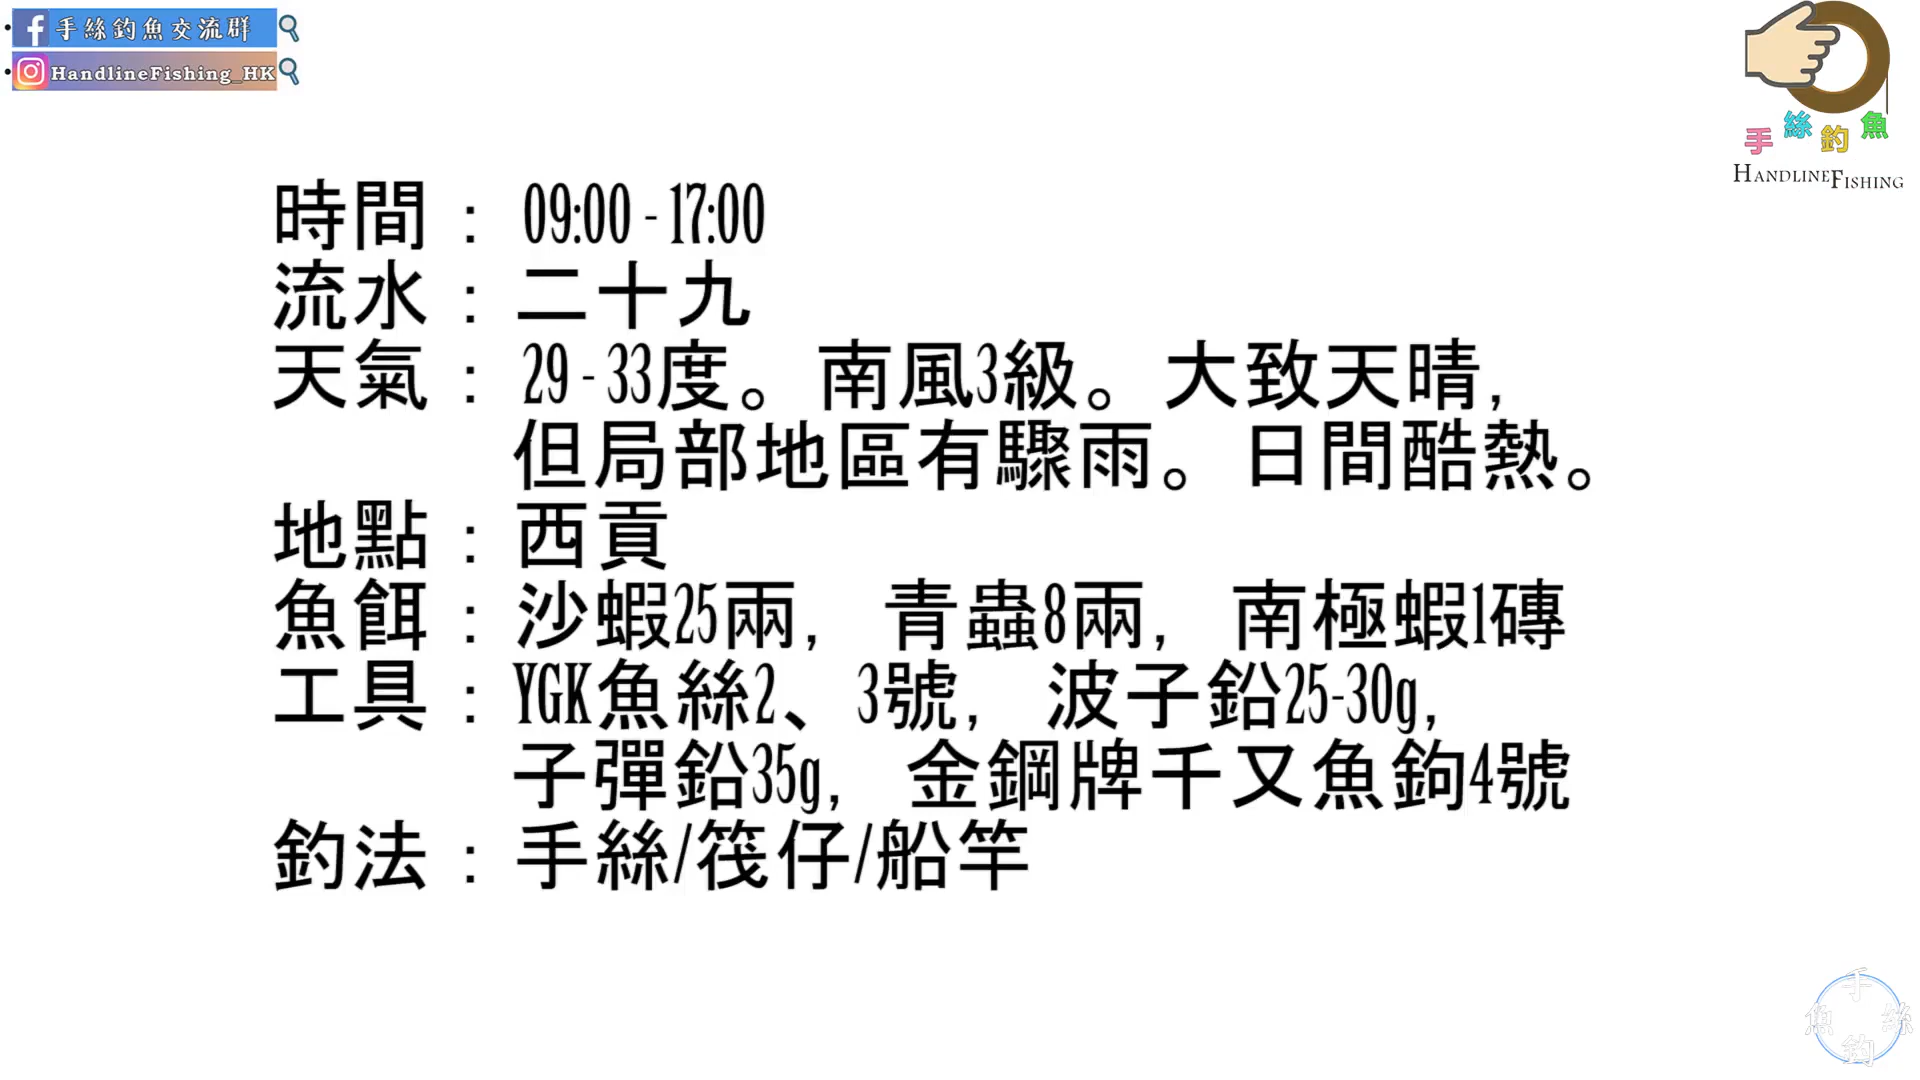 手絲釣魚交流群
HandlineFishing_HK
手絲釣魚
HANDLINEFISHING
時間：09:00 - 17:00
流水：二十九
天氣：29 - 33度。南風3級。大致天晴,
但局部地區有驟雨。日間酷熱。
地點：西貢
魚餌：沙蝦25兩, 青蟲8兩, 南極蝦1磚
工具：YGK魚絲2、3號, 波子鉛25-30g,
子彈鉛35g, 金鋼牌千又魚鉤4號
釣法：手絲/筏仔/船竿
手絲釣魚